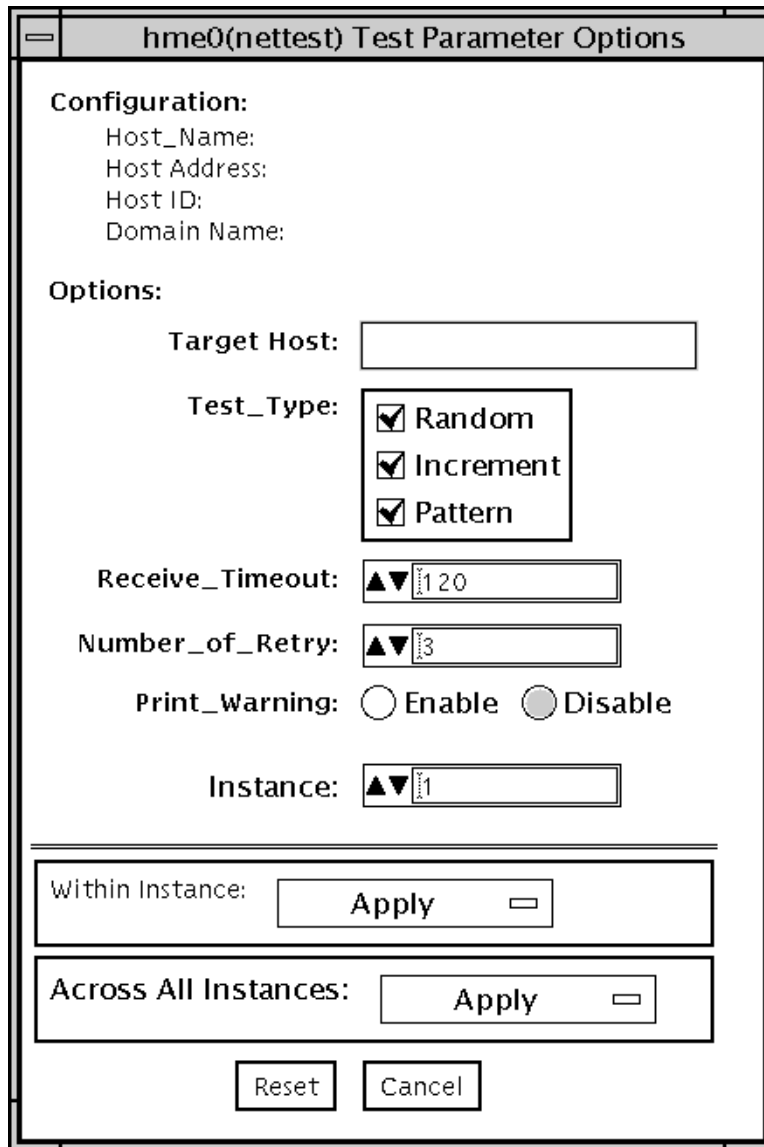 hme0(nettest) Test Parameter Options
Configuration:
Host_Name:
Host Address:
Host ID:
Domain Name:
Options:
Target Host:
Test_Type:
Random
Increment
Pattern
Receive_Timeout: 120
Number_of_Retry: 3
Print_Warning: Enable Disable
Instance: 1
Within Instance: Apply
Across All Instances: Apply
Reset Cancel